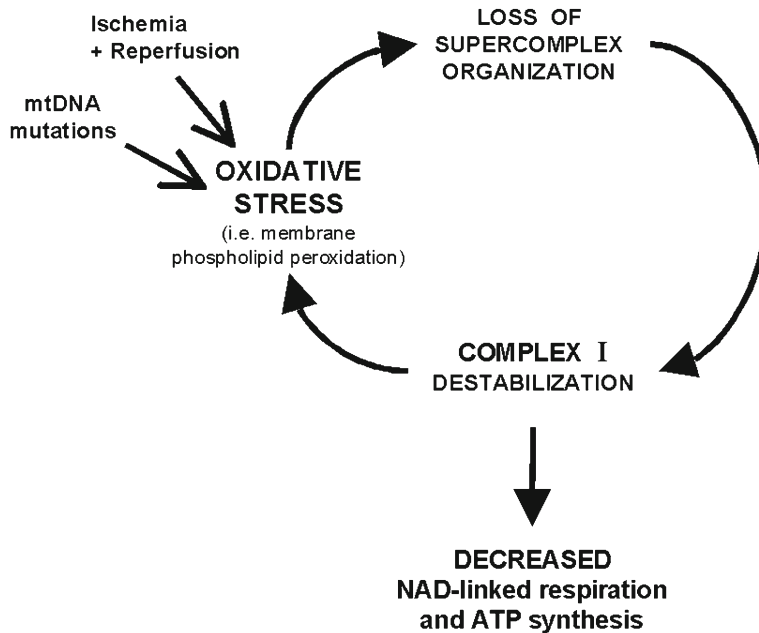 Ischemia
+ Reperfusion
mtDNA
mutations
LOSS OF
SUPERCOMPLEX
ORGANIZATION
OXIDATIVE
STRESS
(i.e. membrane
phospholipid peroxidation)
COMPLEX I
DESTABILIZATION
DECREASED
NAD-linked respiration
and ATP synthesis